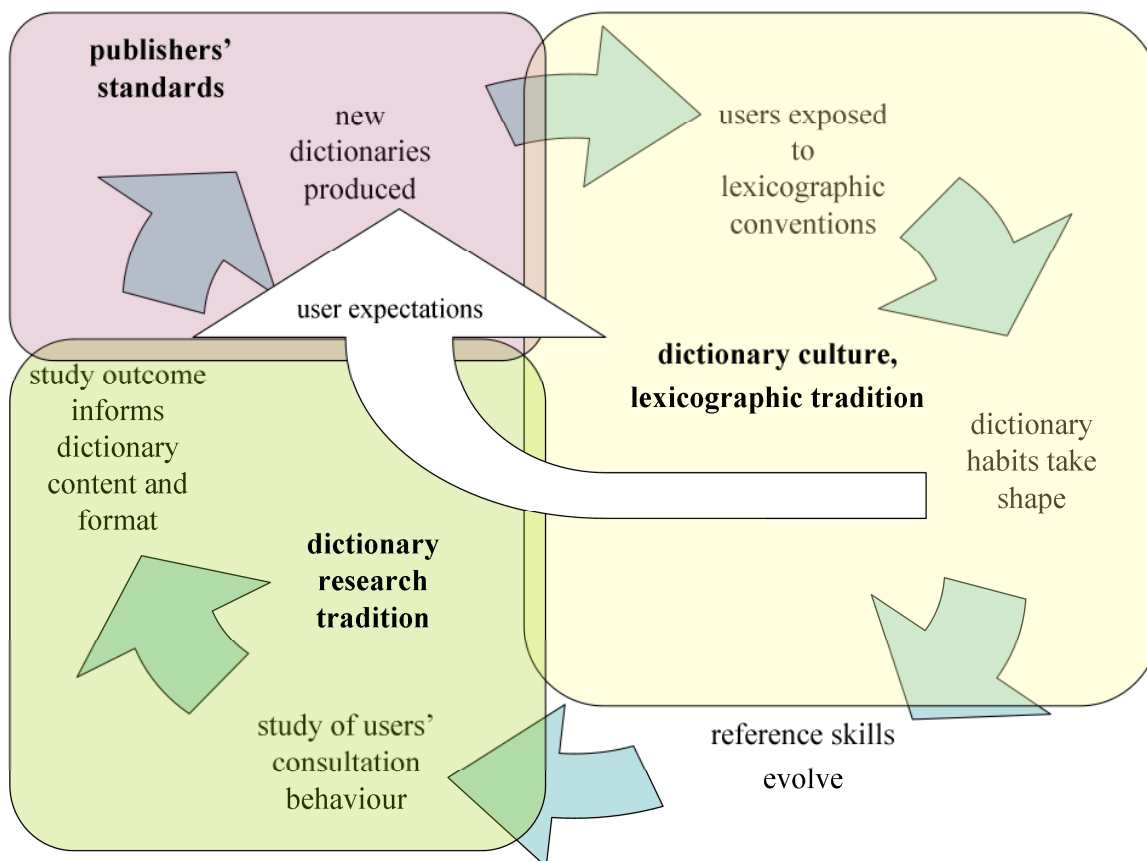 publishers’
standards
new
dictionaries
produced
users exposed
to
lexicographic
conventions
user expectations
dictionary culture,
lexicographic tradition
dictionary
habits take
shape
study outcome
informs
dictionary
content and
format
dictionary
research
tradition
study of users’
consultation
behaviour
reference skills
evolve